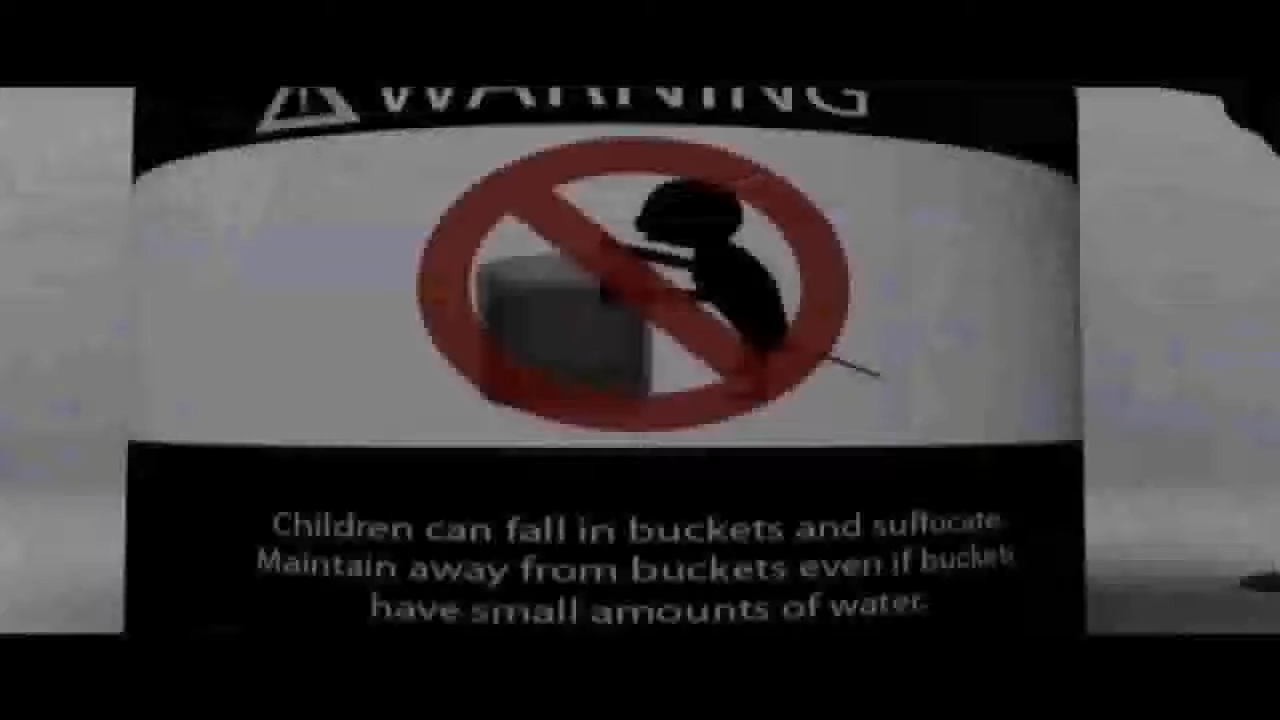 WARNING
Children can fall in buckets and suffocate.
Maintain away from buckets even if buckets
have small amounts of water.